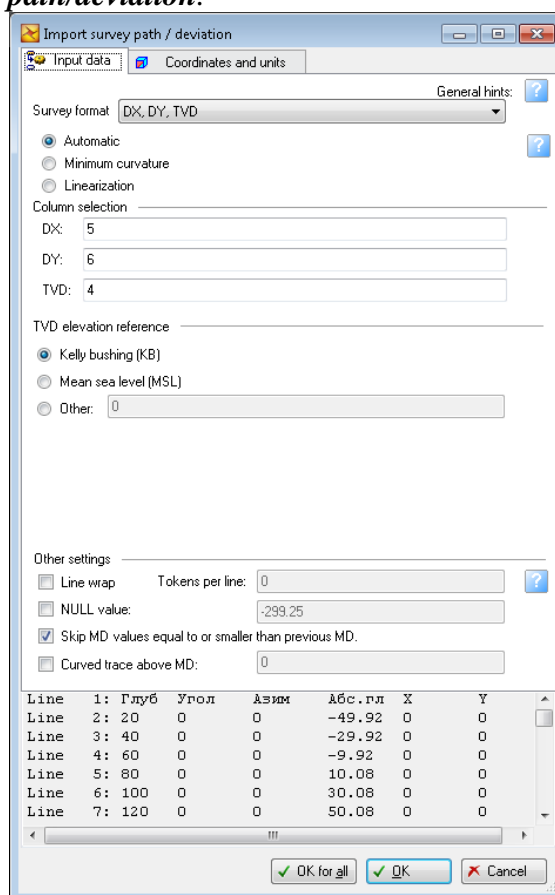 path/deviation.
Import survey path / deviation
Input data Coordinates and units
General hints:
Survey format DX, DY, TVD
Automatic
Minimum curvature
Linearization
Column selection
DX: 5
DY: 6
TVD: 4
TVD elevation reference
Kelly bushing (KB)
Mean sea level (MSL)
Other: 0
Other settings
Line wrap Tokens per line: 0
NULL value: -299.25
Skip MD values equal to or smaller than previous MD.
Curved trace above MD: 0
Line 1: Глуб Угол Азим Абс.гл X Y
Line 2: 20 0 0 -49.92 0 0
Line 3: 40 0 0 -29.92 0 0
Line 4: 60 0 0 -9.92 0 0
Line 5: 80 0 0 10.08 0 0
Line 6: 100 0 0 30.08 0 0
Line 7: 120 0 0 50.08 0 0
OK for all OK Cancel